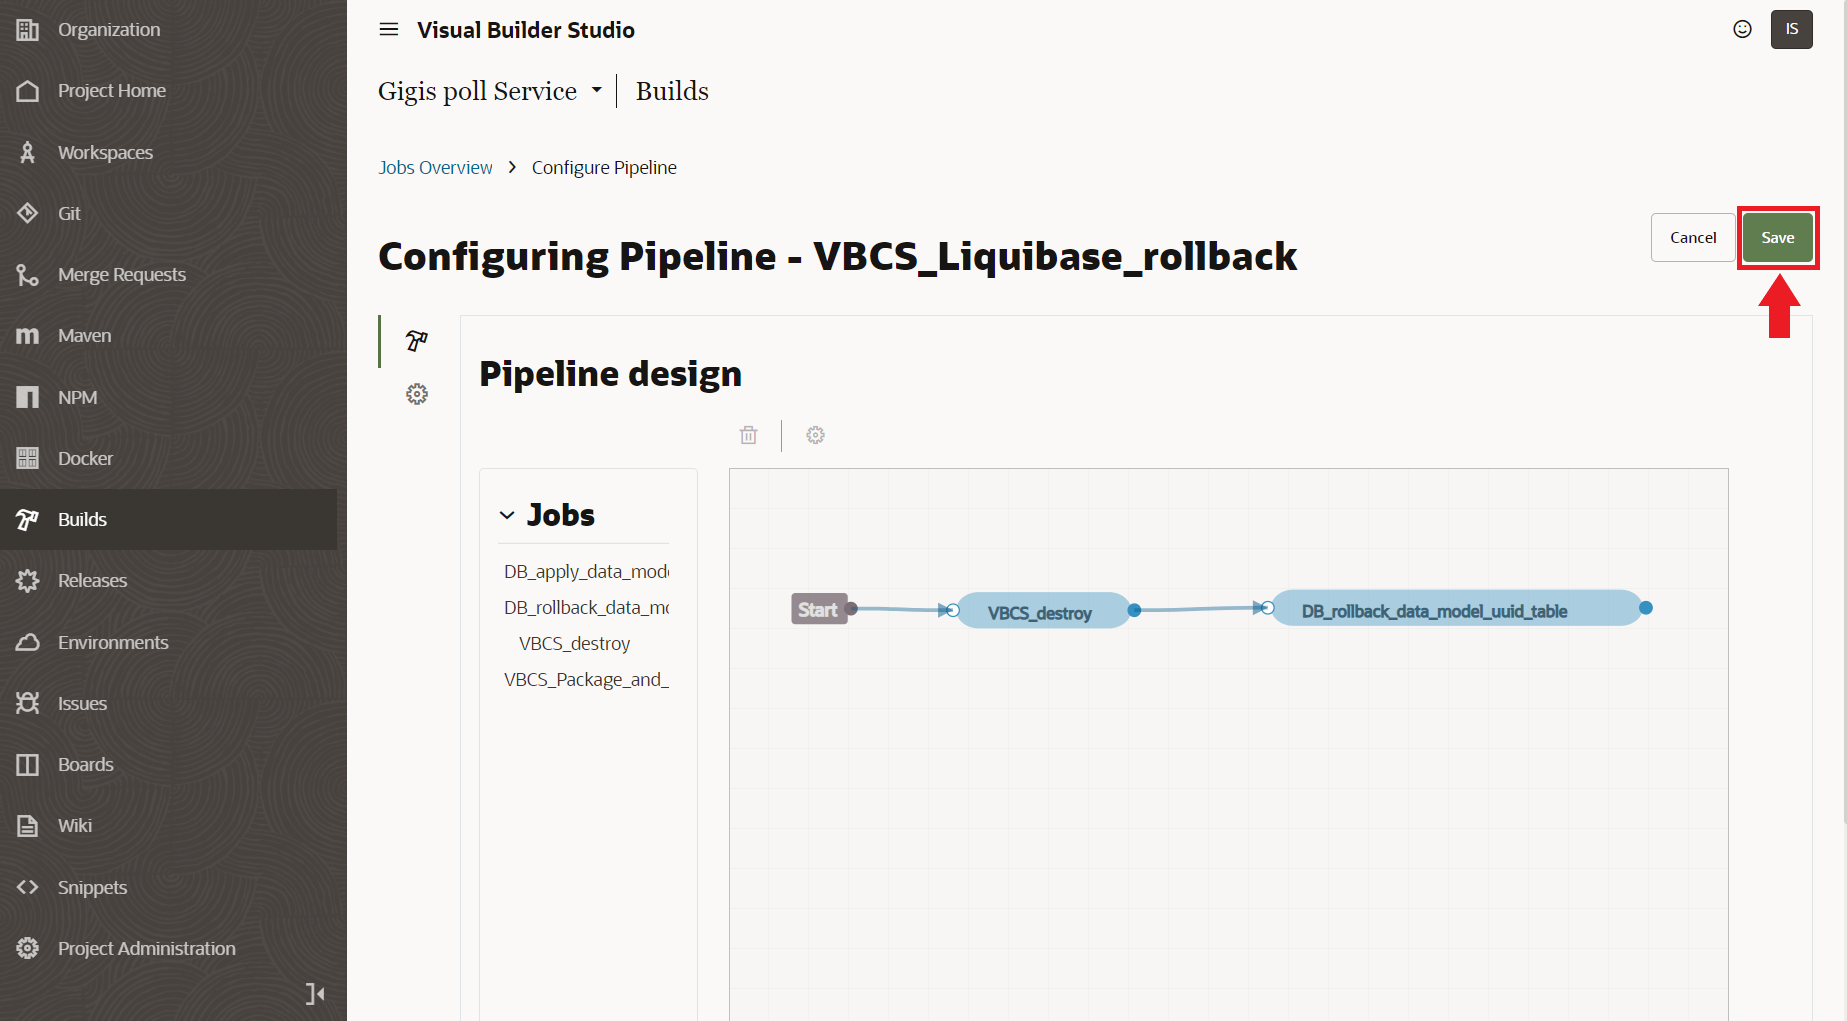 Organization
Project Home
Workspaces
Git
Merge Requests
Maven
NPM
Docker
Builds
Releases
Environments
Issues
Boards
Wiki
Snippets
Project Administration
Visual Builder Studio
IS
Gigis poll Service
Builds
Jobs Overview
Configure Pipeline
Configuring Pipeline - VBCS_Liquibase_rollback
Cancel
Save
Pipeline design
Jobs
DB_apply_data_mod
DB_rollback_data_m
VBCS_destroy
VBCS_Package_and_
Start
VBCS_destroy
DB_rollback_data_model_uuid_table